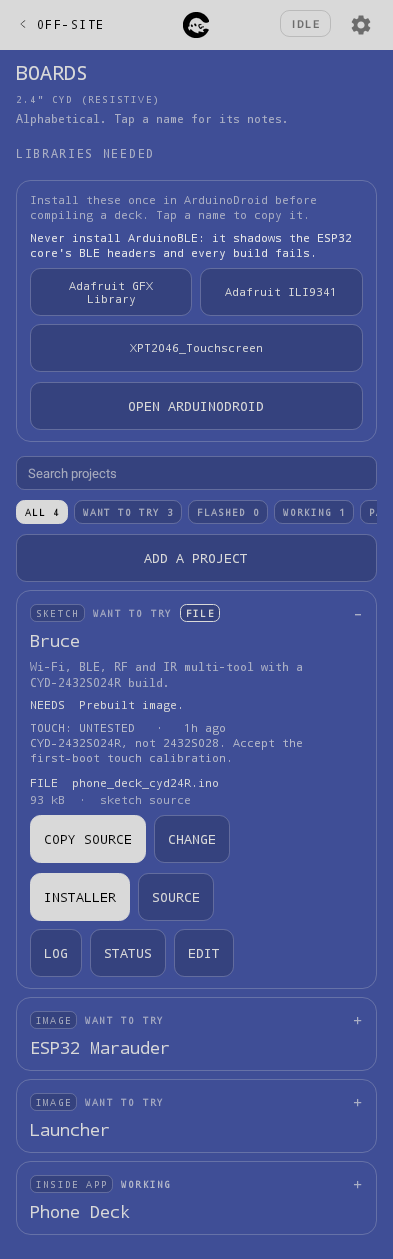 OFF-SITE
IDLE
BOARDS
2.4" CYD (RESISTIVE)
Alphabetical. Tap a name for its notes.
LIBRARIES NEEDED
Install these once in ArduinoDroid before
compiling a deck. Tap a name to copy it.
Never install ArduinoBLE: it shadows the ESP32
core's BLE headers and every build fails.
Adafruit GFX
Library
Adafruit ILI9341
XPT2046_Touchscreen
OPEN ARDUINODROID
Search projects
ALL 4
WANT TO TRY 3
FLASHED 0
WORKING 1
ADD A PROJECT
SKETCH WANT TO TRY FILE
Bruce
Wi-Fi, BLE, RF and IR multi-tool with a
CYD-2432S024R build.
NEEDS Prebuilt image.
TOUCH: UNTESTED · 1h ago
CYD-2432S024R, not 2432S028. Accept the
first-boot touch calibration.
FILE phone_deck_cyd24R.ino
93 kB · sketch source
COPY SOURCE
CHANGE
INSTALLER
SOURCE
LOG
STATUS
EDIT
IMAGE WANT TO TRY +
ESP32 Marauder
IMAGE WANT TO TRY +
Launcher
INSIDE APP WORKING +
Phone Deck